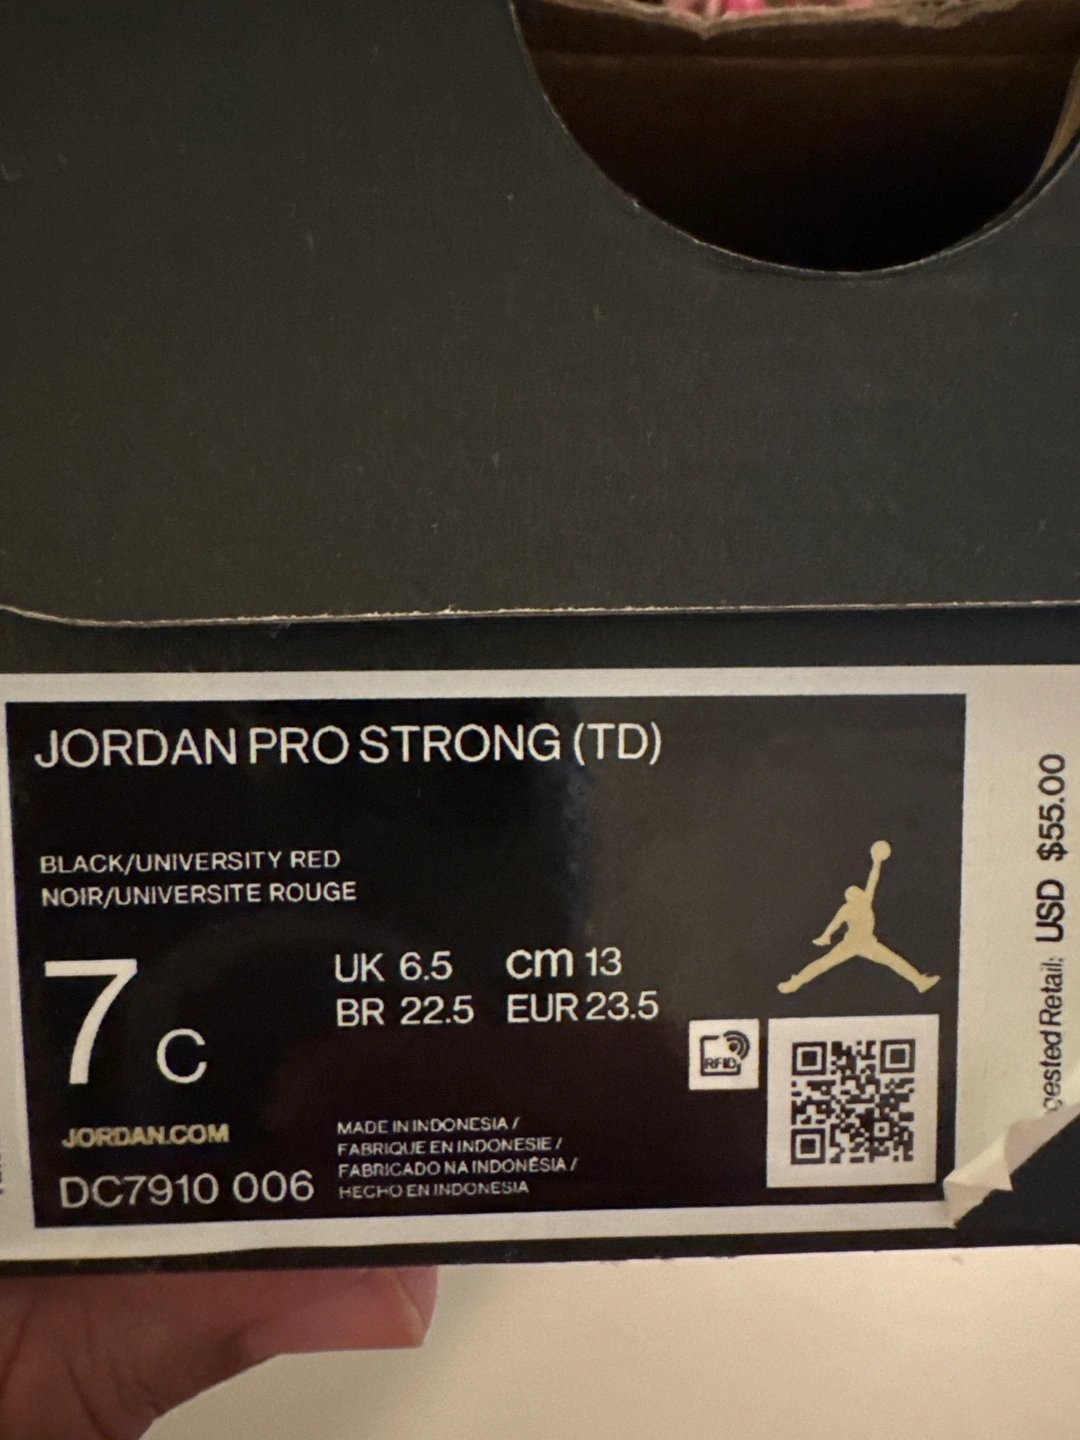 JORDAN PRO STRONG (TD)
BLACK/UNIVERSITY RED
NOIR/UNIVERSITE ROUGE
7 C
UK 6.5 cm 13
BR 22.5 EUR 23.5
RFID
JORDAN.COM
DC7910 006
MADE IN INDONESIA /
FABRIQUE EN INDONESIE /
FABRICADO NA INDONÉSIA /
HECHO EN INDONESIA
Retail: USD $55.00